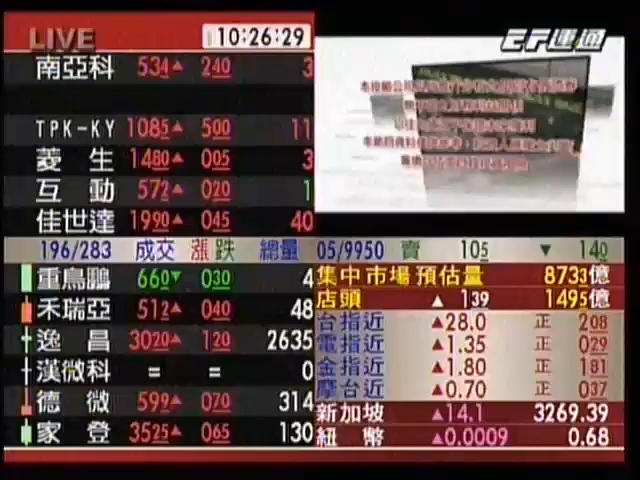 LIVE 10:26:29
EF運通
南亞科 534▲ 240 3
TPK-KY 1085▲ 500 11
菱生 1480▲ 005 3
互動 572▲ 020 1
佳世達 1990▲ 045 40
196/283 成交 漲跌 總量
05/9950 賣 105 ▼ 140
重鳥鵬 660▼ 030 4
禾瑞亞 512▲ 040 48
逸昌 3020▲ 120 2635
漢微科 = = 0
德微 599▲ 070 314
家登 3525▲ 065 130
集中市場預估量 8733億
店頭 ▲ 139 1495億
台指近 ▲28.0 正 208
電指近 ▲1.35 正 029
金指近 ▲1.80 正 181
摩台近 ▲0.70 正 037
新加坡 ▲14.1 3269.39
紐幣 ▲0.0009 0.68